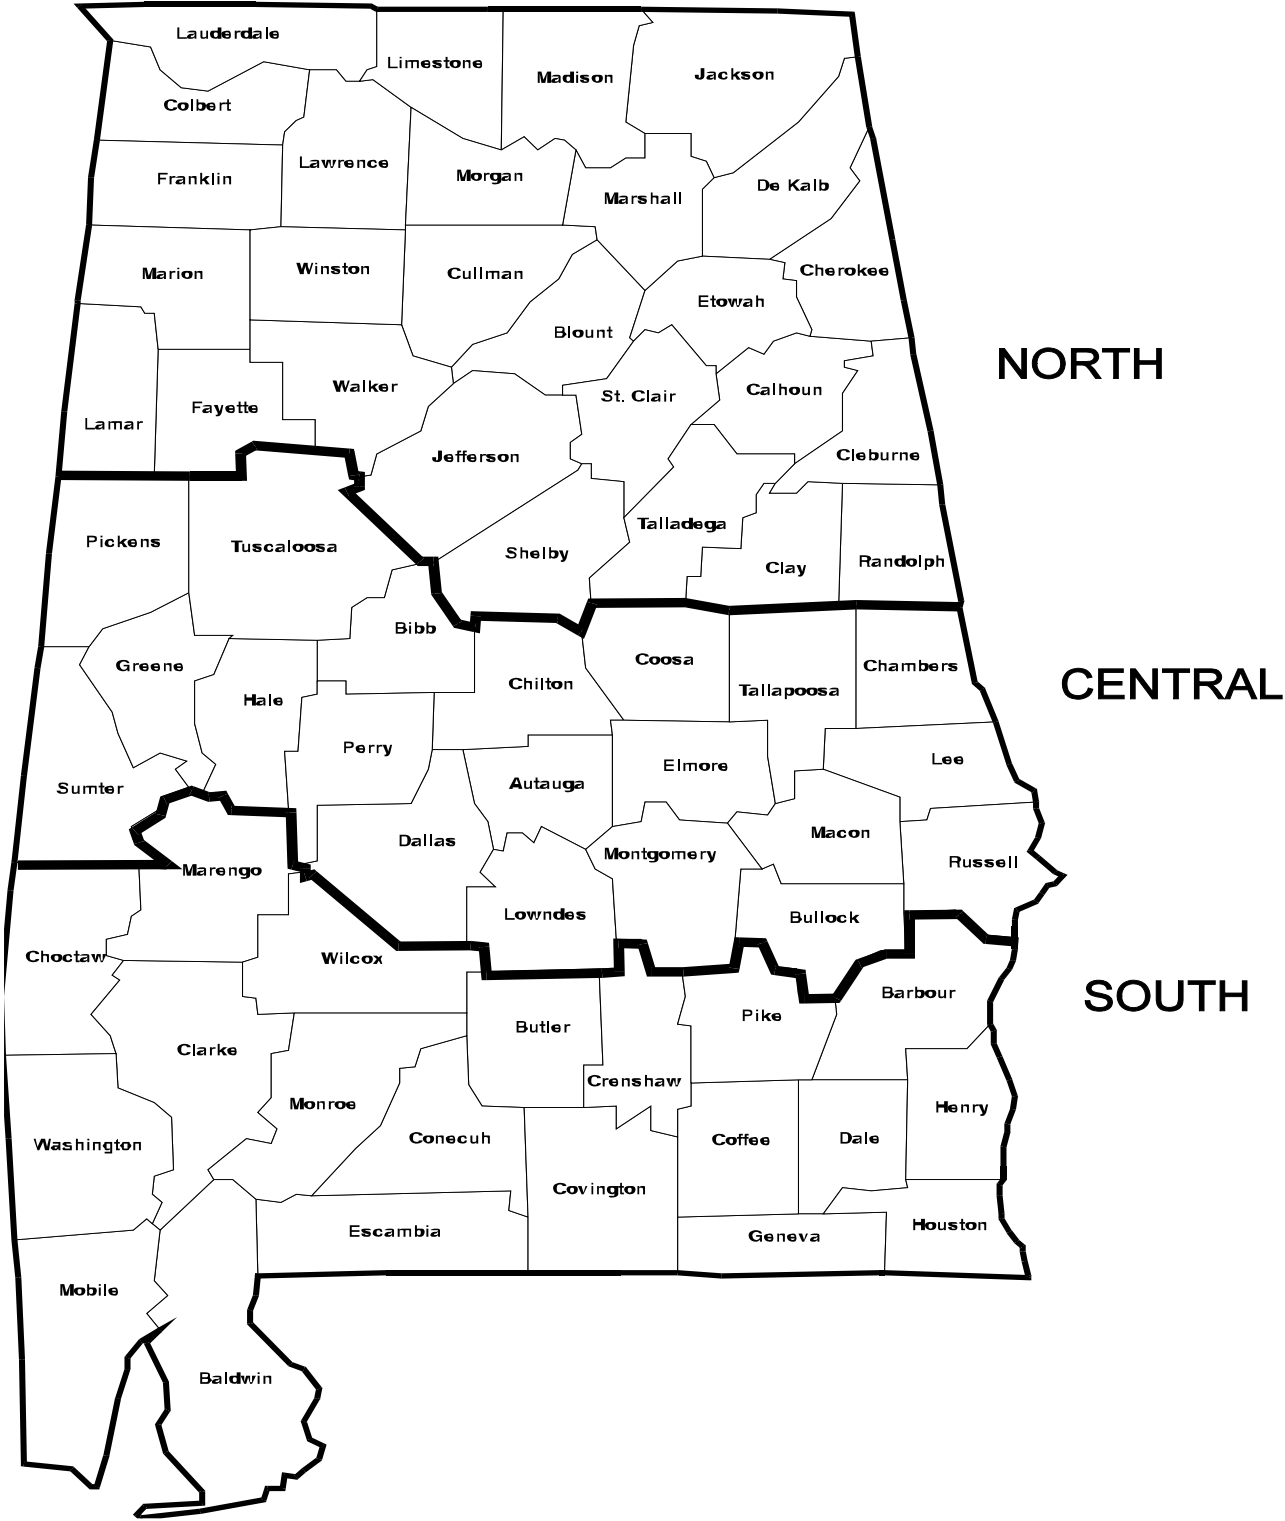 Lauderdale
Limestone
Madison
Jackson
Colbert
Lawrence
Franklin
Morgan
Marshall
De Kalb
Marion
Winston
Cullman
Cherokee
Etowah
Blount
NORTH
Walker
St. Clair
Calhoun
Fayette
Lamar
Jefferson
Cleburne
Talladega
Pickens
Tuscaloosa
Shelby
Clay
Randolph
Bibb
Greene
Coosa
Chambers
Hale
Chilton
Tallapoosa
CENTRAL
Perry
Elmore
Lee
Sumter
Autauga
Dallas
Macon
Montgomery
Marengo
Russell
Lowndes
Bullock
Choctaw
Wilcox
Barbour
SOUTH
Butler
Pike
Clarke
Crenshaw
Monroe
Henry
Washington
Conecuh
Coffee
Dale
Covington
Escambia
Geneva
Houston
Mobile
Baldwin